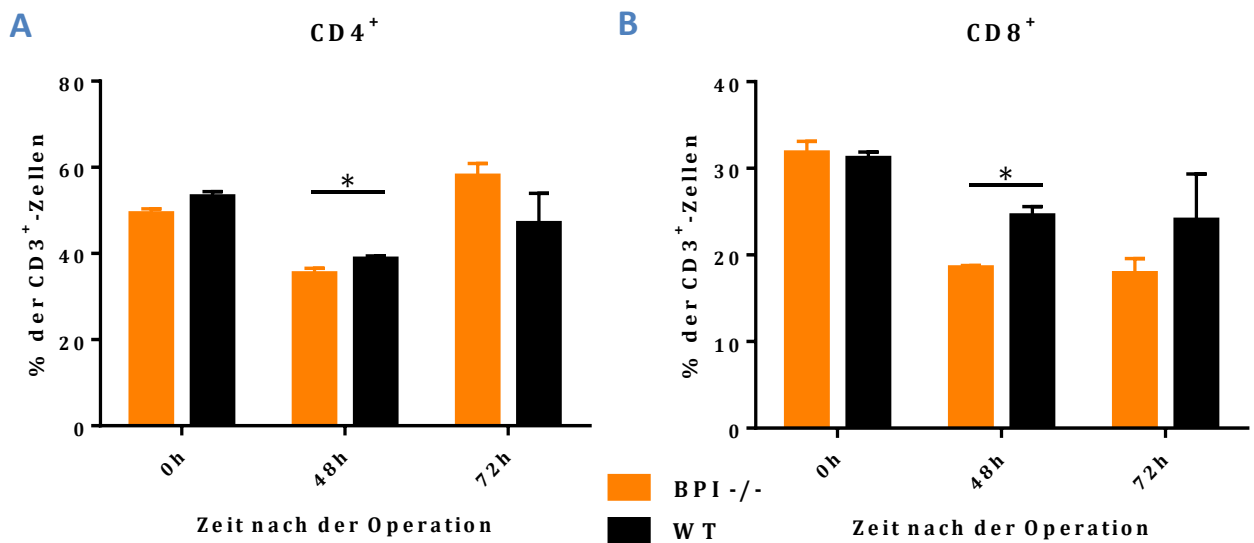 A
CD4⁺
% der CD3⁺-Zellen
80
60
40
20
0
*
0h
48h
72h
Zeit nach der Operation
B
CD8⁺
% der CD3⁺-Zellen
40
30
20
10
0
*
0h
48h
72h
Zeit nach der Operation
BPI -/-
WT